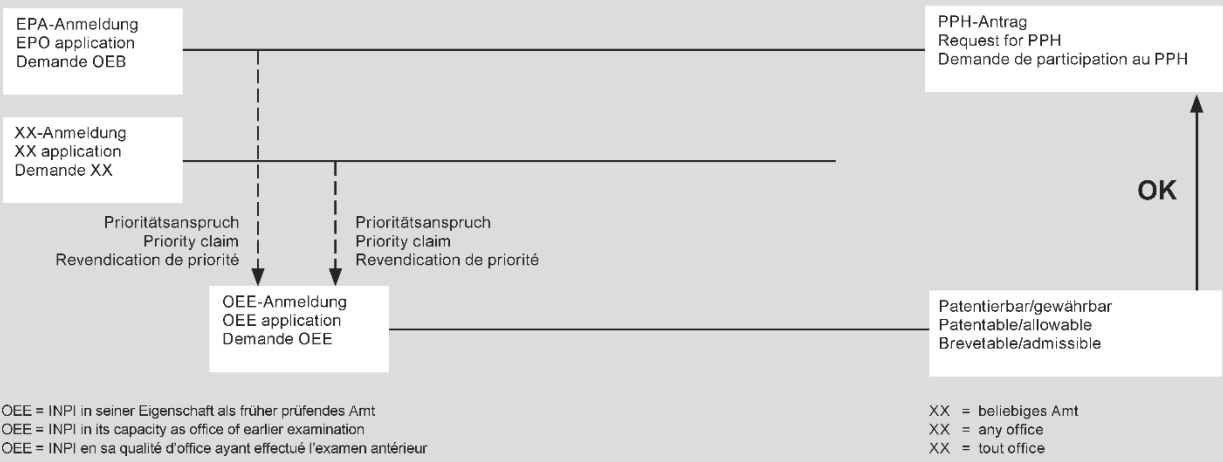 EPA-Anmeldung
EPO application
Demande OEB
PPH-Antrag
Request for PPH
Demande de participation au PPH
XX-Anmeldung
XX application
Demande XX
OK
Prioritätsanspruch
Priority claim
Revendication de priorité
Prioritätsanspruch
Priority claim
Revendication de priorité
OEE-Anmeldung
OEE application
Demande OEE
Patentierbar/gewährbar
Patentable/allowable
Brevetable/admissible
OEE = INPI in seiner Eigenschaft als früher prüfendes Amt
OEE = INPI in its capacity as office of earlier examination
OEE = INPI en sa qualité d'office ayant effectué l'examen antérieur
XX = beliebiges Amt
XX = any office
XX = tout office